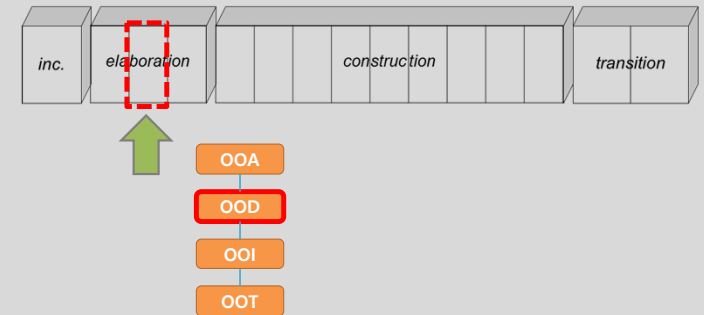 inc.
elaboration
construction
transition
OOA
OOD
OOI
OOT